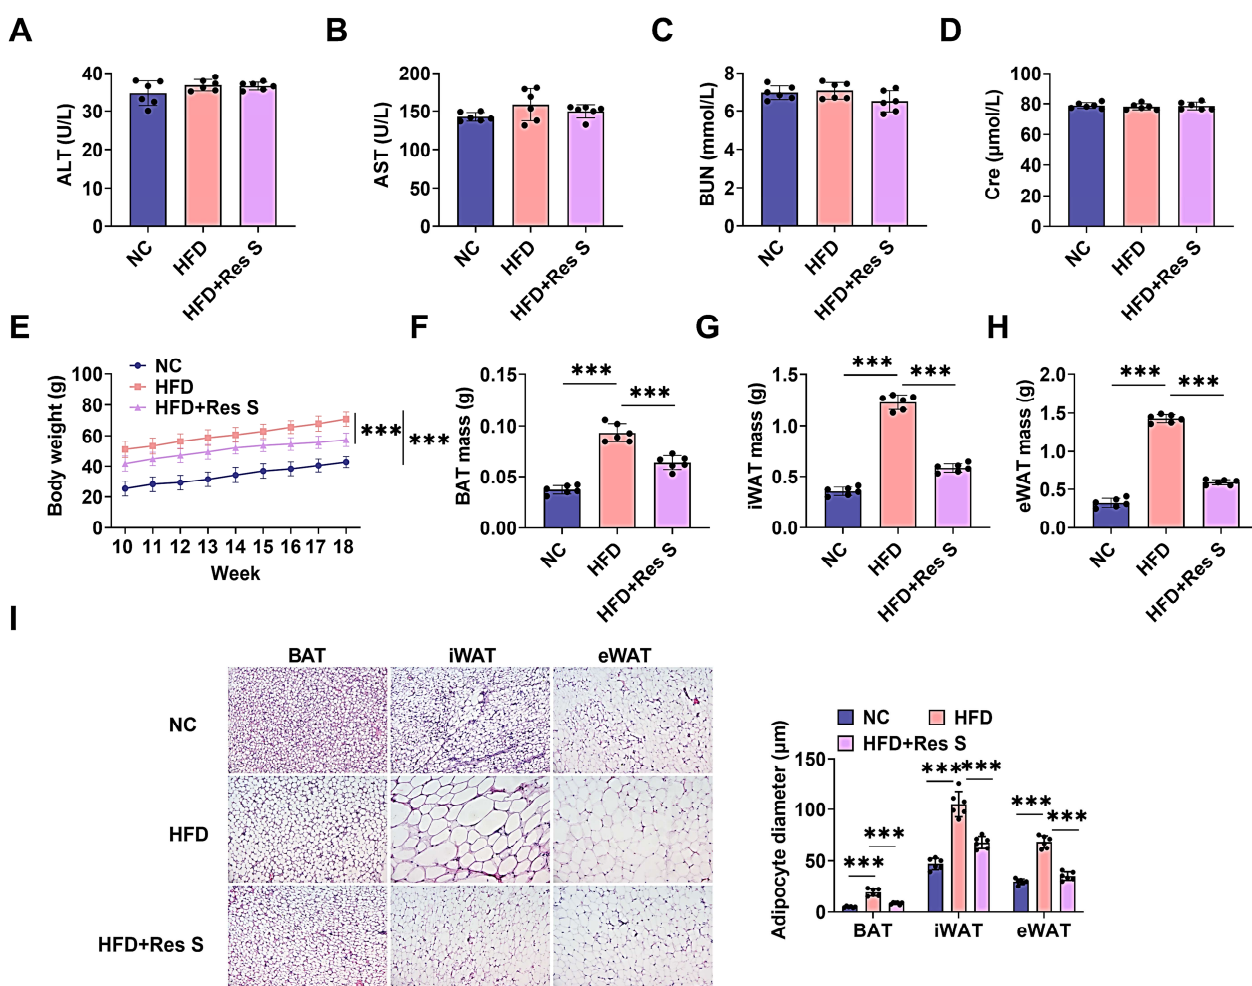 A
B
C
D
ALT (U/L)
40
30
20
10
0
NC
HFD
HFD+Res S
AST (U/L)
200
150
100
50
0
NC
HFD
HFD+Res S
BUN (mmol/L)
8
6
4
2
0
NC
HFD
HFD+Res S
Cre (μmol/L)
100
80
60
40
20
0
NC
HFD
HFD+Res S
E
F
G
H
NC
HFD
HFD+Res S
Body weight (g)
100
80
60
40
20
0
10 11 12 13 14 15 16 17 18
Week
***
***
BAT mass (g)
0.15
0.10
0.05
0.00
***
***
NC
HFD
HFD+Res S
iWAT mass (g)
1.5
1.0
0.5
0.0
***
***
NC
HFD
HFD+Res S
eWAT mass (g)
2.0
1.5
1.0
0.5
0.0
***
***
NC
HFD
HFD+Res S
I
BAT iWAT eWAT
NC
HFD
HFD+Res S
NC HFD
HFD+Res S
Adipocyte diameter (μm)
150
100
50
0
***
***
***
***
***
***
BAT iWAT eWAT